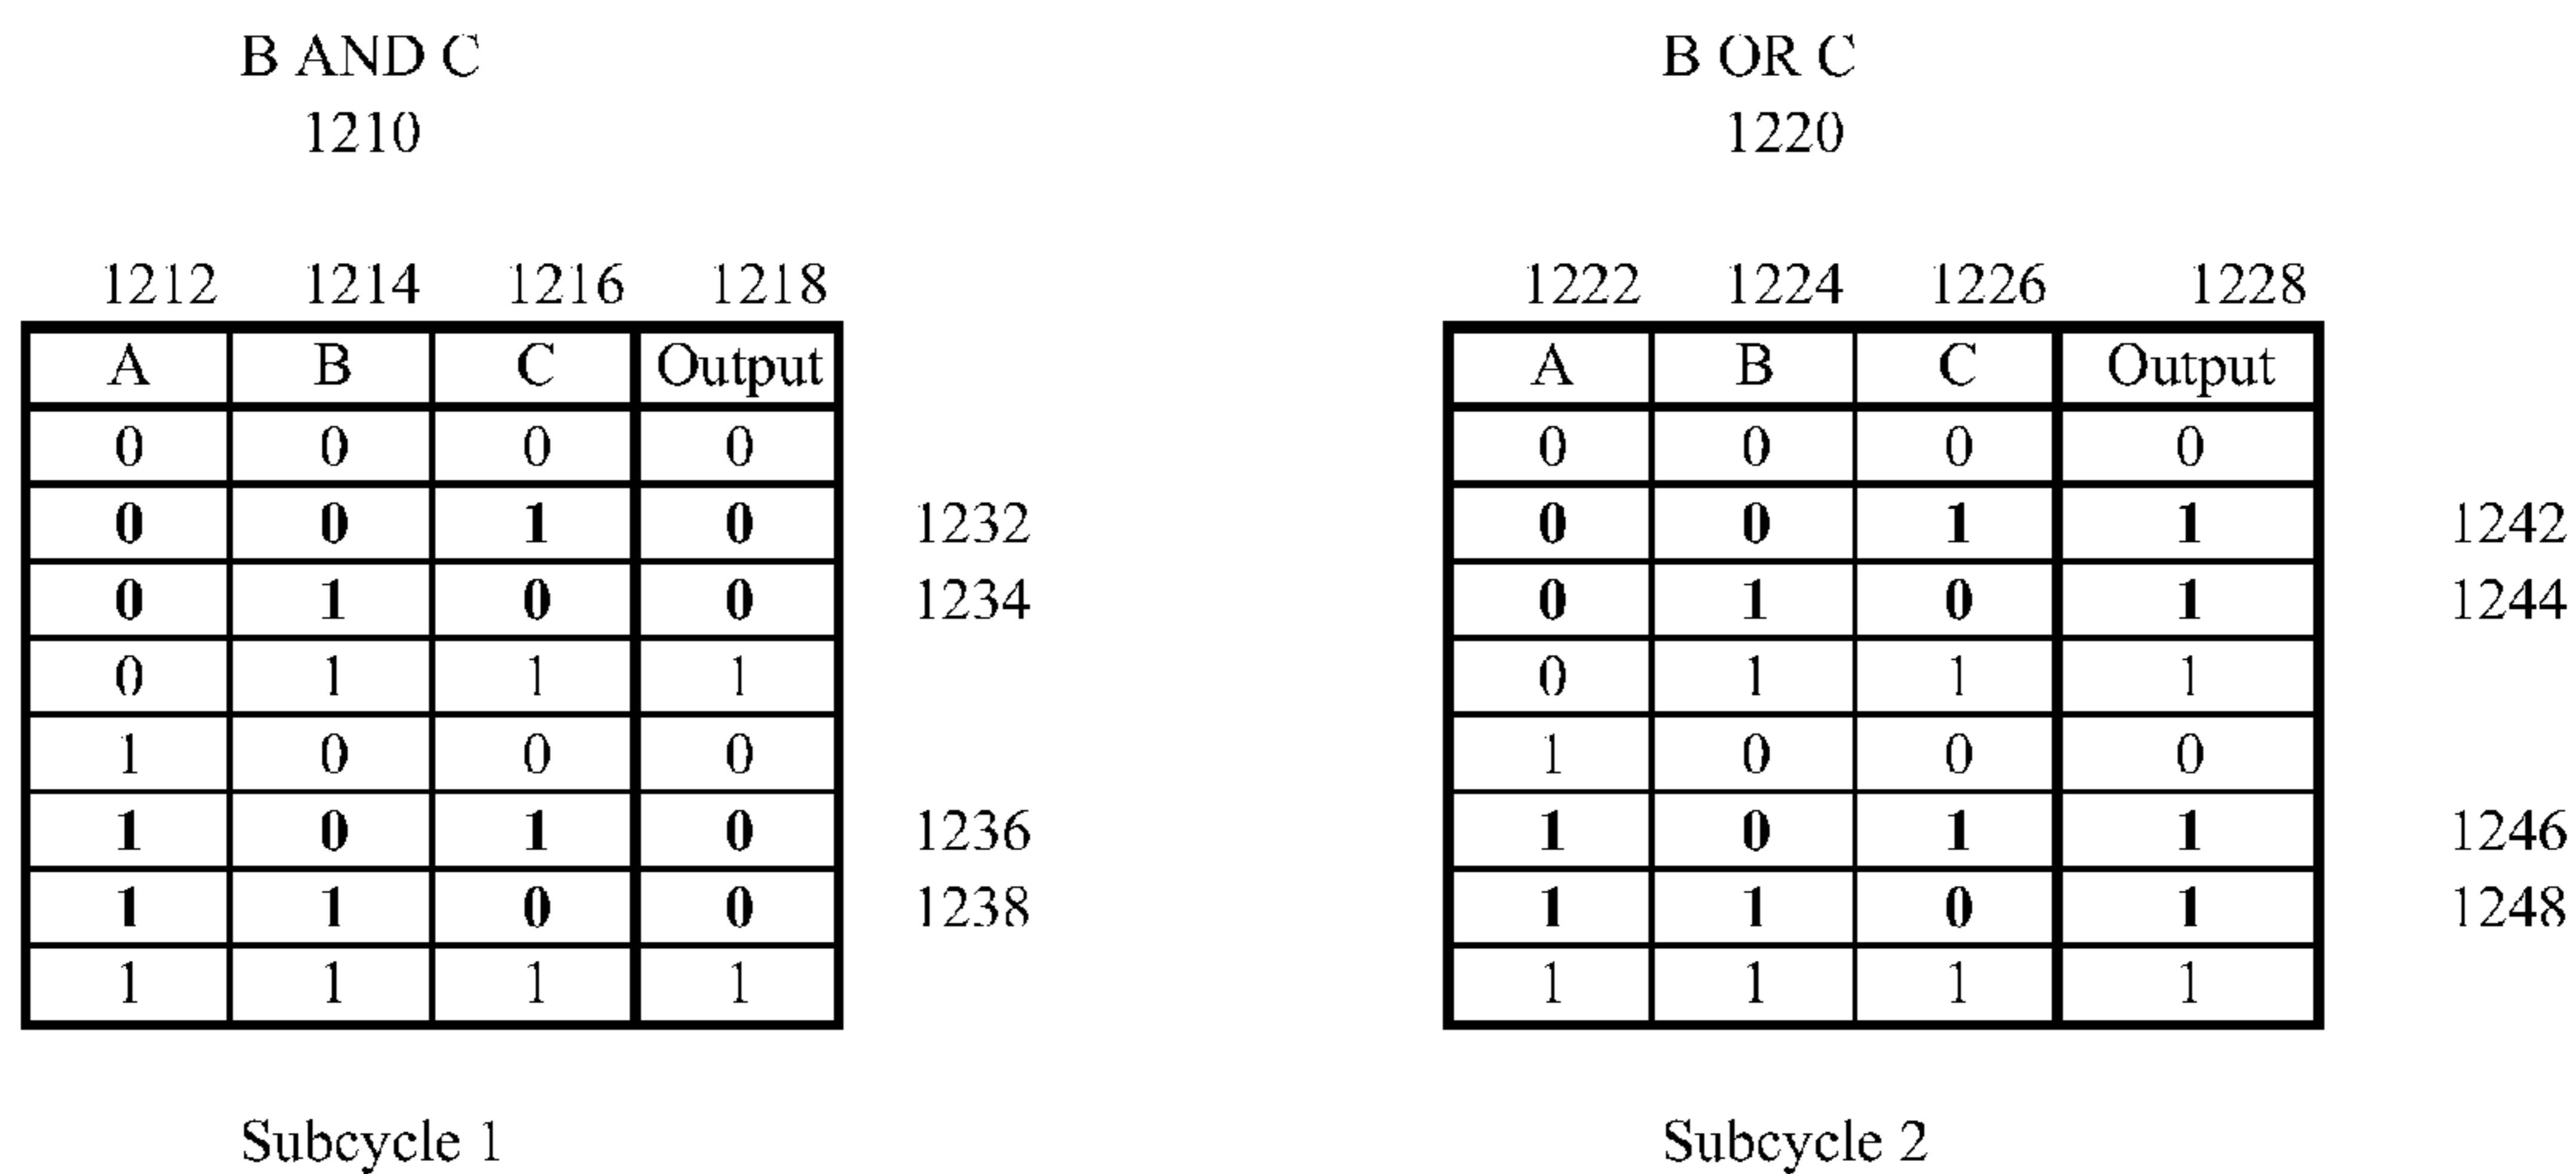 B AND C B OR C
1210 1220
1212 1214 1216 1218 1222 1224 1226 1228
A B C Output A B C Output
0 0 0 0 0 0 0 0
0 0 1 0 1232 0 0 1 1 1242
0 1 0 0 1234 0 1 0 1 1244
0 1 1 1 0 1 1 1
1 0 0 0 1 0 0 0
1 0 1 0 1236 1 0 1 1 1246
1 1 0 0 1238 1 1 0 1 1248
1 1 1 1 1 1 1 1
Subcycle 1 Subcycle 2